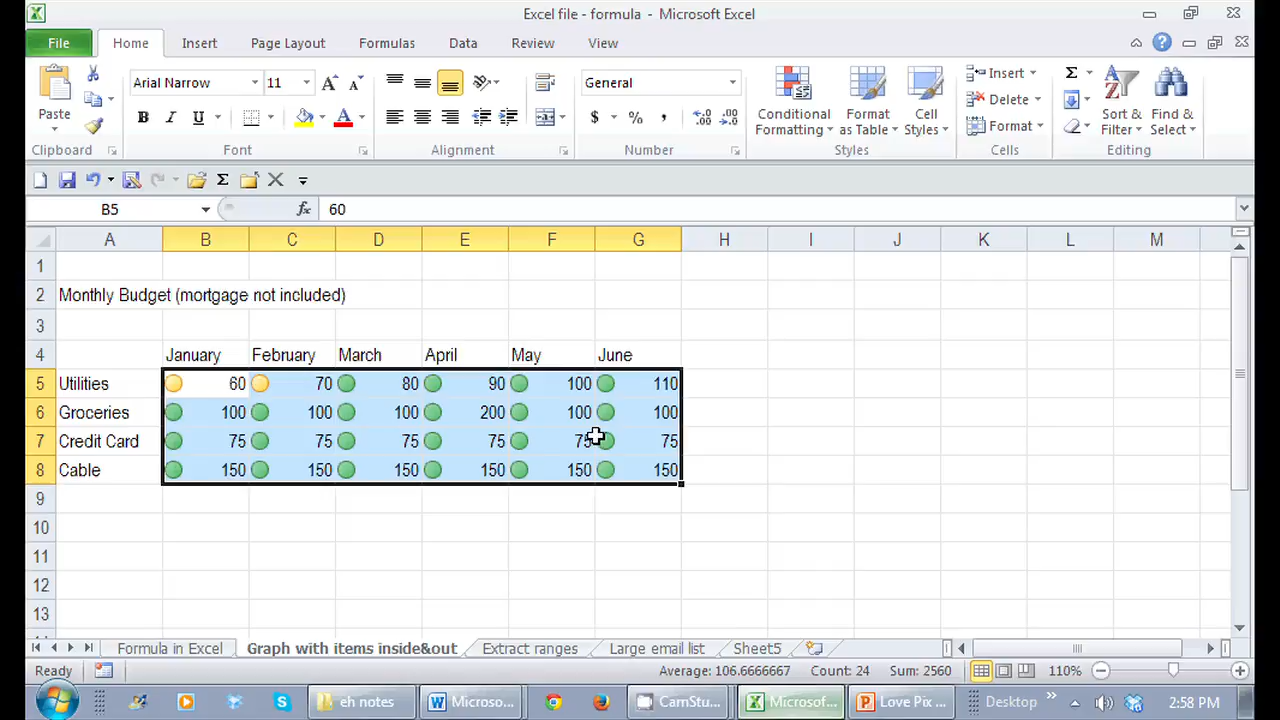 Excel file - formula - Microsoft Excel
File Home Insert Page Layout Formulas Data Review View
Arial Narrow 11 General Insert Σ
Paste Conditional Formatting Format as Table Cell Styles Delete Sort & Filter Find & Select
B I U A $ % , Format
Clipboard Font Alignment Number Styles Cells Editing
B5 fx 60
A B C D E F G H I J K L M
1
2 Monthly Budget (mortgage not included)
3
4 January February March April May June
5 Utilities 60 70 80 90 100 110
6 Groceries 100 100 100 200 100 100
7 Credit Card 75 75 75 75 75 75
8 Cable 150 150 150 150 150 150
9
10
11
12
13
Formula in Excel Graph with items inside&out Extract ranges Large email list Sheet5
Ready Average: 106.6666667 Count: 24 Sum: 2560 110%
eh notes Microso... CamStu... Microsof... Love Pix ... Desktop 2:58 PM